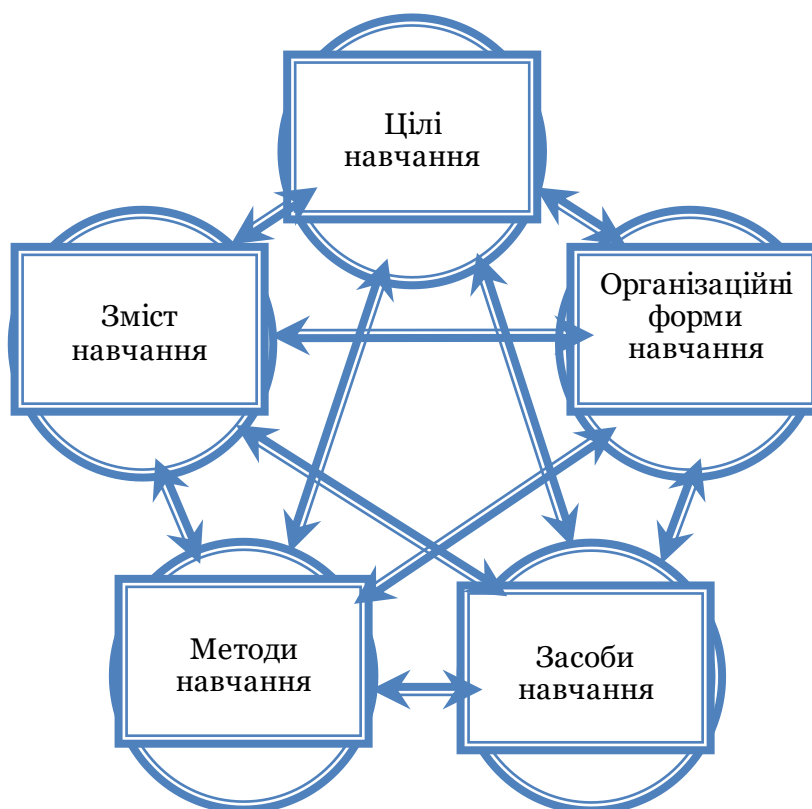 Цілі
навчання
Організаційні
форми
навчання
Зміст
навчання
Методи
навчання
Засоби
навчання